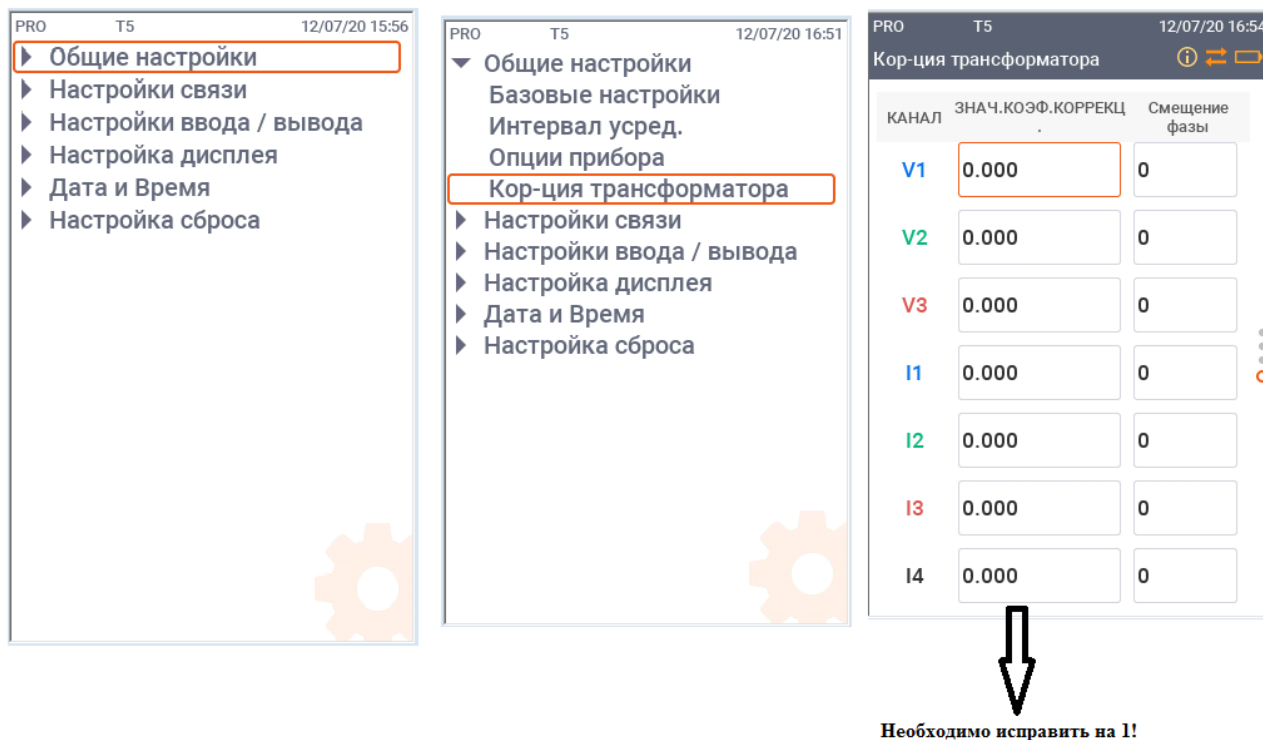 PRO T5 12/07/20 15:56
Общие настройки
Настройки связи
Настройки ввода / вывода
Настройка дисплея
Дата и Время
Настройка сброса
PRO T5 12/07/20 16:51
Общие настройки
Базовые настройки
Интервал усред.
Опции прибора
Кор-ция трансформатора
Настройки связи
Настройки ввода / вывода
Настройка дисплея
Дата и Время
Настройка сброса
PRO T5 12/07/20 16:54
Кор-ция трансформатора
КАНАЛ ЗНАЧ.КОЭФ.КОРРЕКЦ. Смещение фазы
V1 0.000 0
V2 0.000 0
V3 0.000 0
I1 0.000 0
I2 0.000 0
I3 0.000 0
I4 0.000 0
Необходимо исправить на 1!